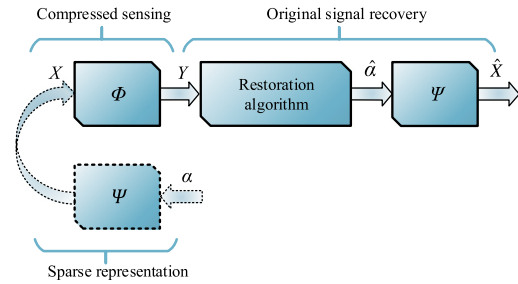 Compressed sensing
Original signal recovery
X
Φ
Y
Restoration
algorithm
α̂
Ψ
X̂
Ψ
α
Sparse representation